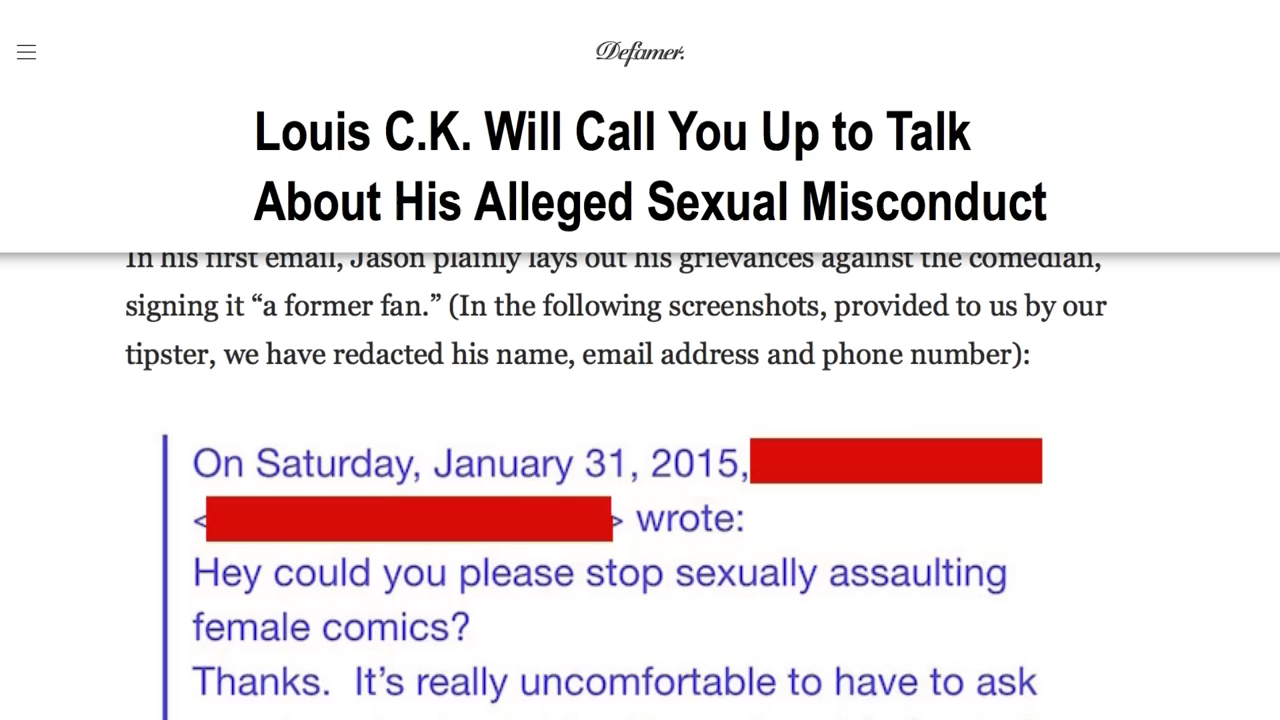 Defamer.
Louis C.K. Will Call You Up to Talk
About His Alleged Sexual Misconduct
In his first email, Jason plainly lays out his grievances against the comedian,
signing it “a former fan.” (In the following screenshots, provided to us by our
tipster, we have redacted his name, email address and phone number):
On Saturday, January 31, 2015,
< > wrote:
Hey could you please stop sexually assaulting
female comics?
Thanks.  It’s really uncomfortable to have to ask